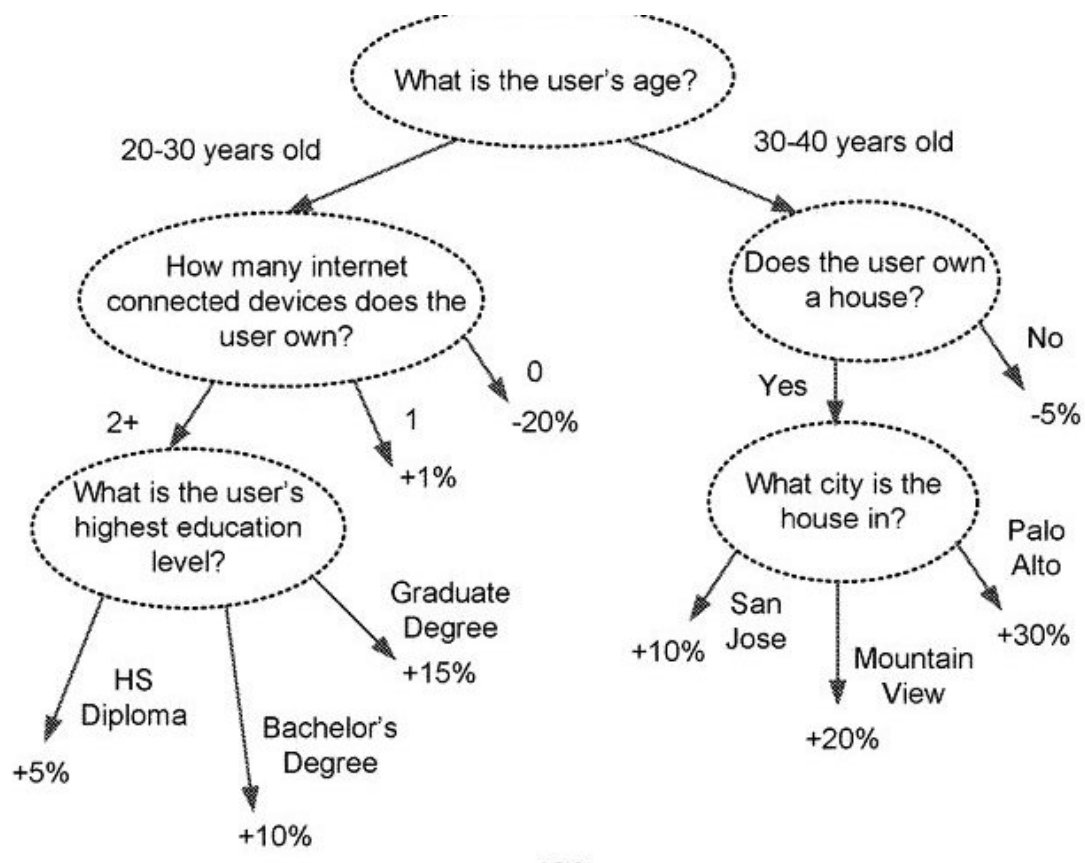 What is the user's age?
20-30 years old
30-40 years old
How many internet
connected devices does the
user own?
Does the user own
a house?
No
-5%
0
-20%
Yes
2+
1
+1%
What is the user's
highest education
level?
What city is the
house in?
Palo
Alto
+30%
Graduate
Degree
+15%
San
Jose
+10%
Mountain
View
+20%
HS
Diploma
+5%
Bachelor's
Degree
+10%